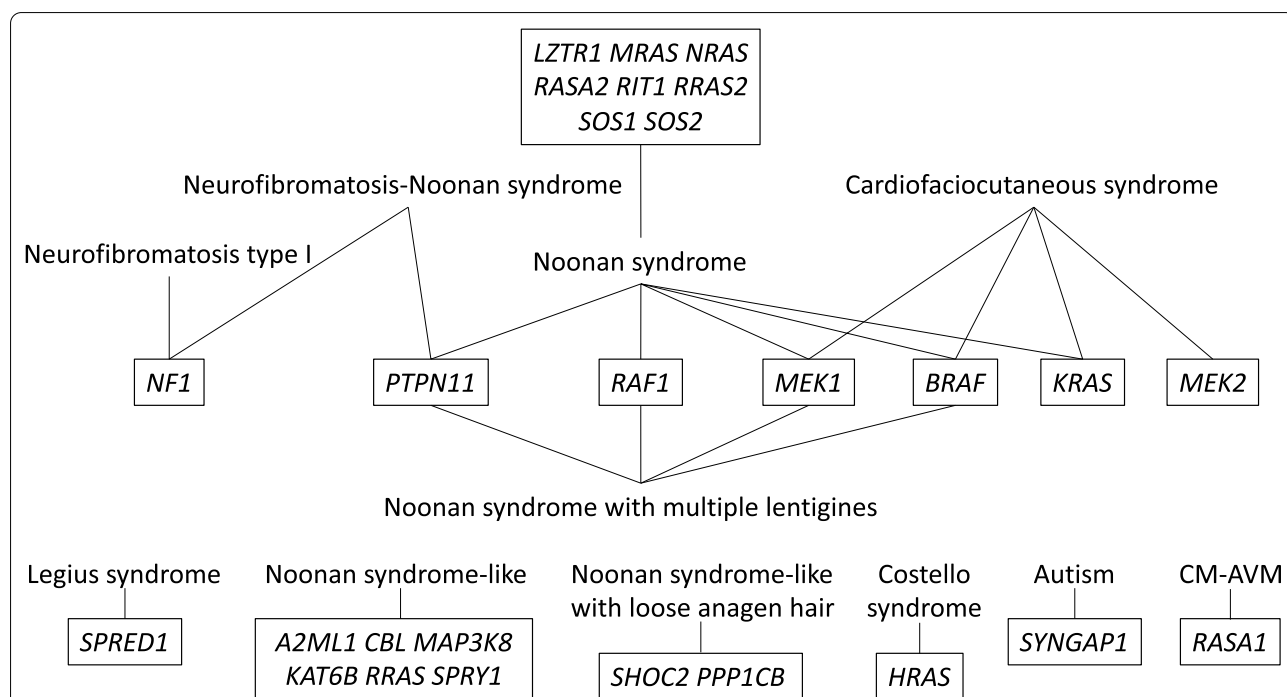 LZTR1 MRAS NRAS
RASA2 RIT1 RRAS2
SOS1 SOS2
Neurofibromatosis-Noonan syndrome
Cardiofaciocutaneous syndrome
Neurofibromatosis type I
Noonan syndrome
NF1
PTPN11
RAF1
MEK1
BRAF
KRAS
MEK2
Noonan syndrome with multiple lentigines
Legius syndrome
SPRED1
Noonan syndrome-like
A2ML1 CBL MAP3K8
KAT6B RRAS SPRY1
Noonan syndrome-like
with loose anagen hair
SHOC2 PPP1CB
Costello
syndrome
HRAS
Autism
SYNGAP1
CM-AVM
RASA1